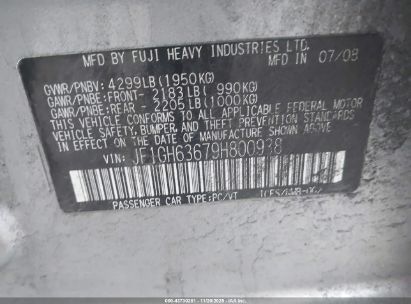 MFD BY FUJI HEAVY INDUSTRIES LTD. IN 07/08
GVWR/PNBV: 4299LB(1950KG)
GAWR/PNBE:FRONT- 2183LB( 990KG)
GAWR/PNBE:REAR - 2205LB(1000KG)
THIS VEHICLE CONFORMS TO ALL APPLICABLE FEDERAL MOTOR
VEHICLE SAFETY, BUMPER, AND THEFT PREVENTION STANDARDS
IN EFFECT ON THE DATE OF MANUFACTURE SHOWN ABOVE.
VIN: JF1GH63679H800938
PASSENGER CAR TYPE/TYPE:PC/VT